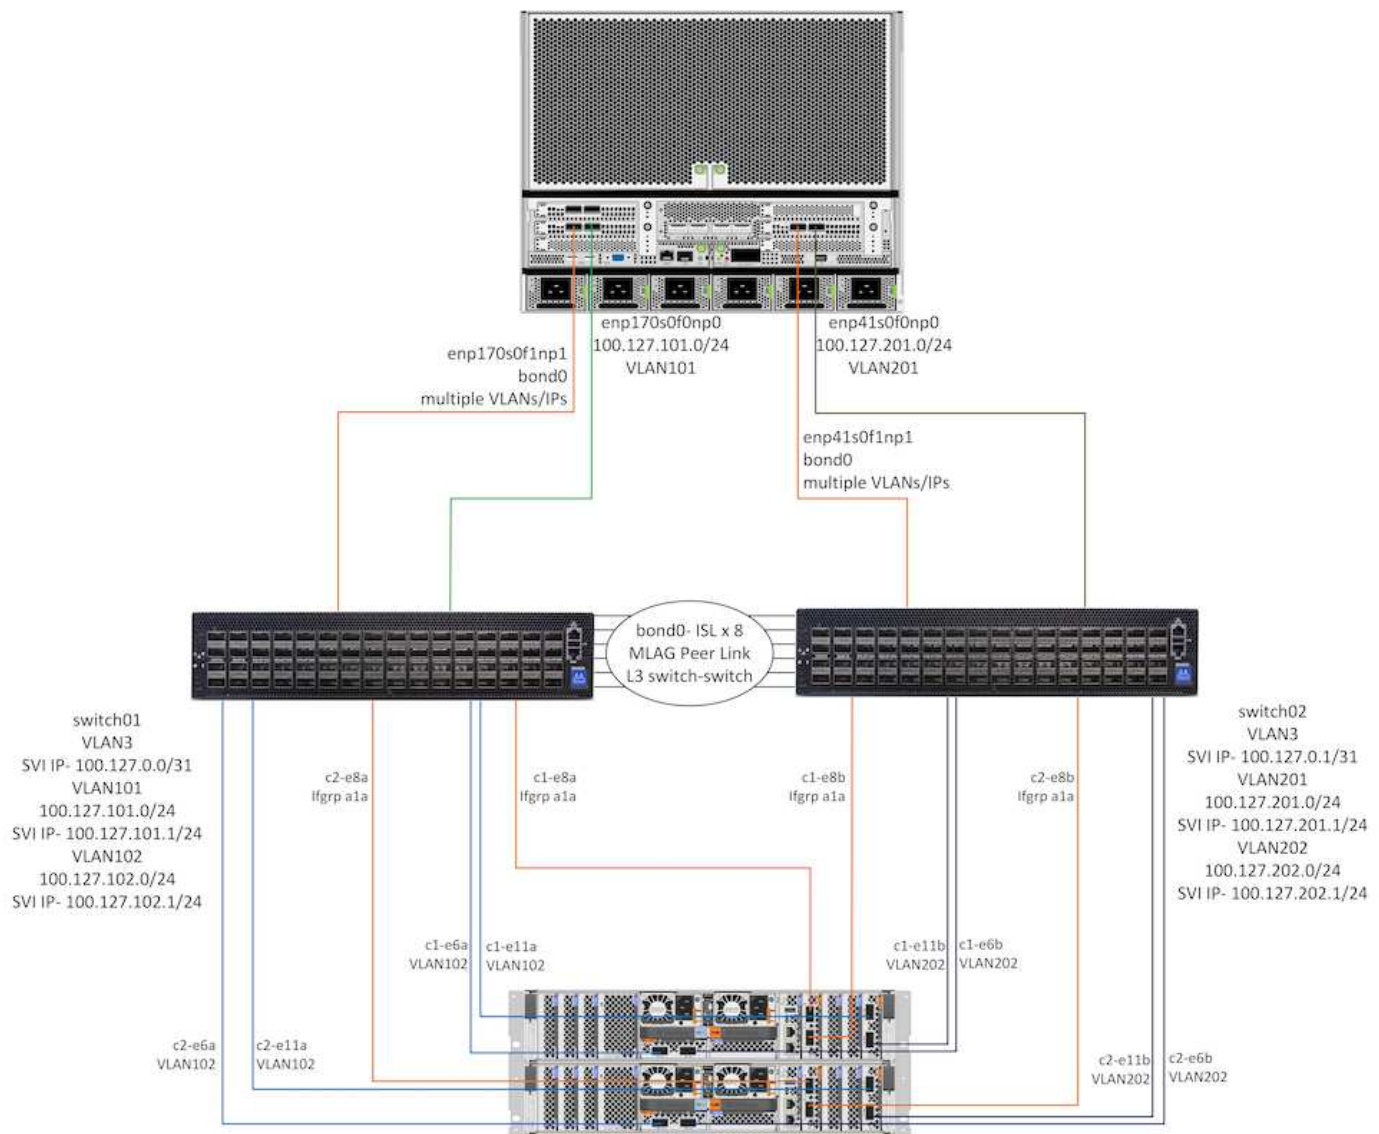 enp170s0f0np0
100.127.101.0/24
VLAN101
enp41s0f0np0
100.127.201.0/24
VLAN201
enp170s0f1np1
bond0
multiple VLANs/IPs
enp41s0f1np1
bond0
multiple VLANs/IPs
bond0- ISL x 8
MLAG Peer Link
L3 switch-switch
switch01
VLAN3
SVI IP- 100.127.0.0/31
VLAN101
100.127.101.0/24
SVI IP- 100.127.101.1/24
VLAN102
100.127.102.0/24
SVI IP- 100.127.102.1/24
switch02
VLAN3
SVI IP- 100.127.0.1/31
VLAN201
100.127.201.0/24
SVI IP- 100.127.201.1/24
VLAN202
100.127.202.0/24
SVI IP- 100.127.202.1/24
c2-e8a
Ifgrp a1a
c1-e8a
Ifgrp a1a
c1-e8b
Ifgrp a1a
c2-e8b
Ifgrp a1a
c1-e6a
VLAN102
c1-e11a
VLAN102
c1-e11b
VLAN202
c1-e6b
VLAN202
c2-e6a
VLAN102
c2-e11a
VLAN102
c2-e11b
VLAN202
c2-e6b
VLAN202